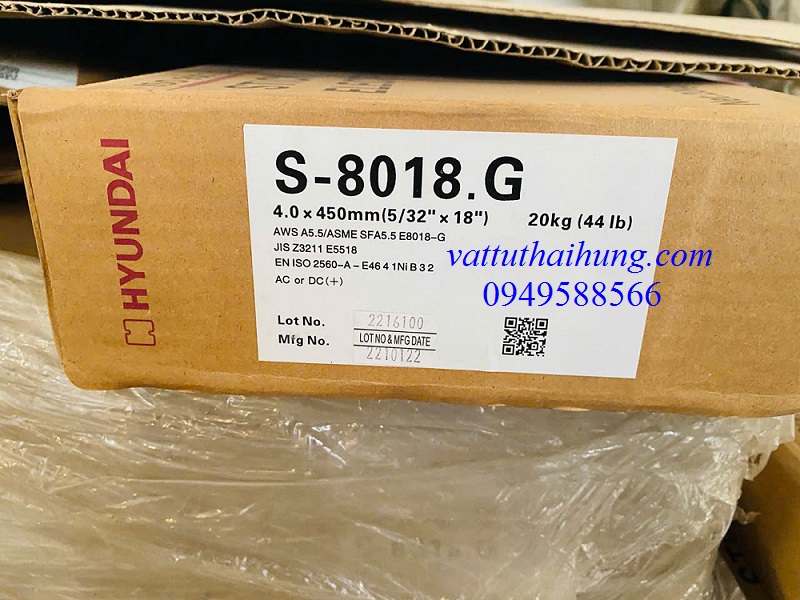 HYUNDAI
S-8018.G
4.0 x 450mm(5/32" x 18") 20kg (44 lb)
AWS A5.5/ASME SFA5.5 E8018-G
JIS Z3211 E5518
EN ISO 2560-A - E46 4 1Ni B 3 2
AC or DC(+)
vattuthaihung.com
0949588566
Lot No. 2216100
Mfg No. LOT NO & MFG DATE
2210122